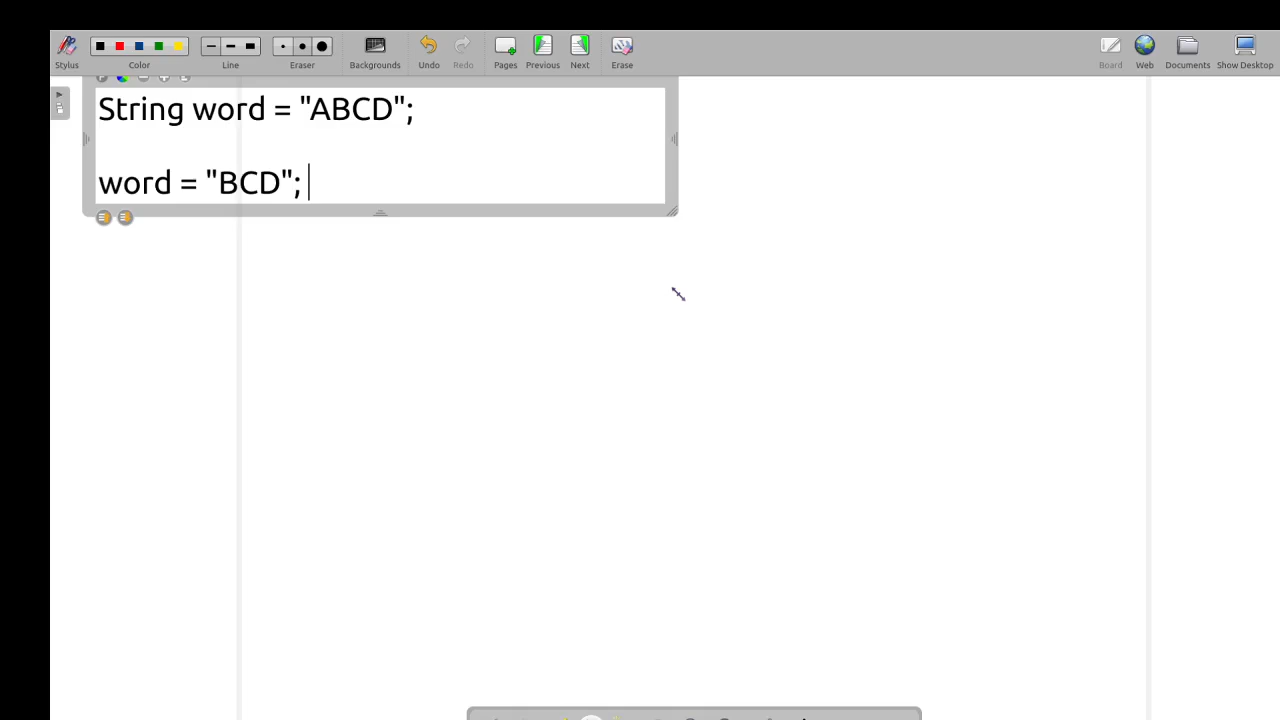 Stylus Color Line Eraser Backgrounds Undo Redo Pages Previous Next Erase Board Web Documents Show Desktop
String word = "ABCD";
word = "BCD";